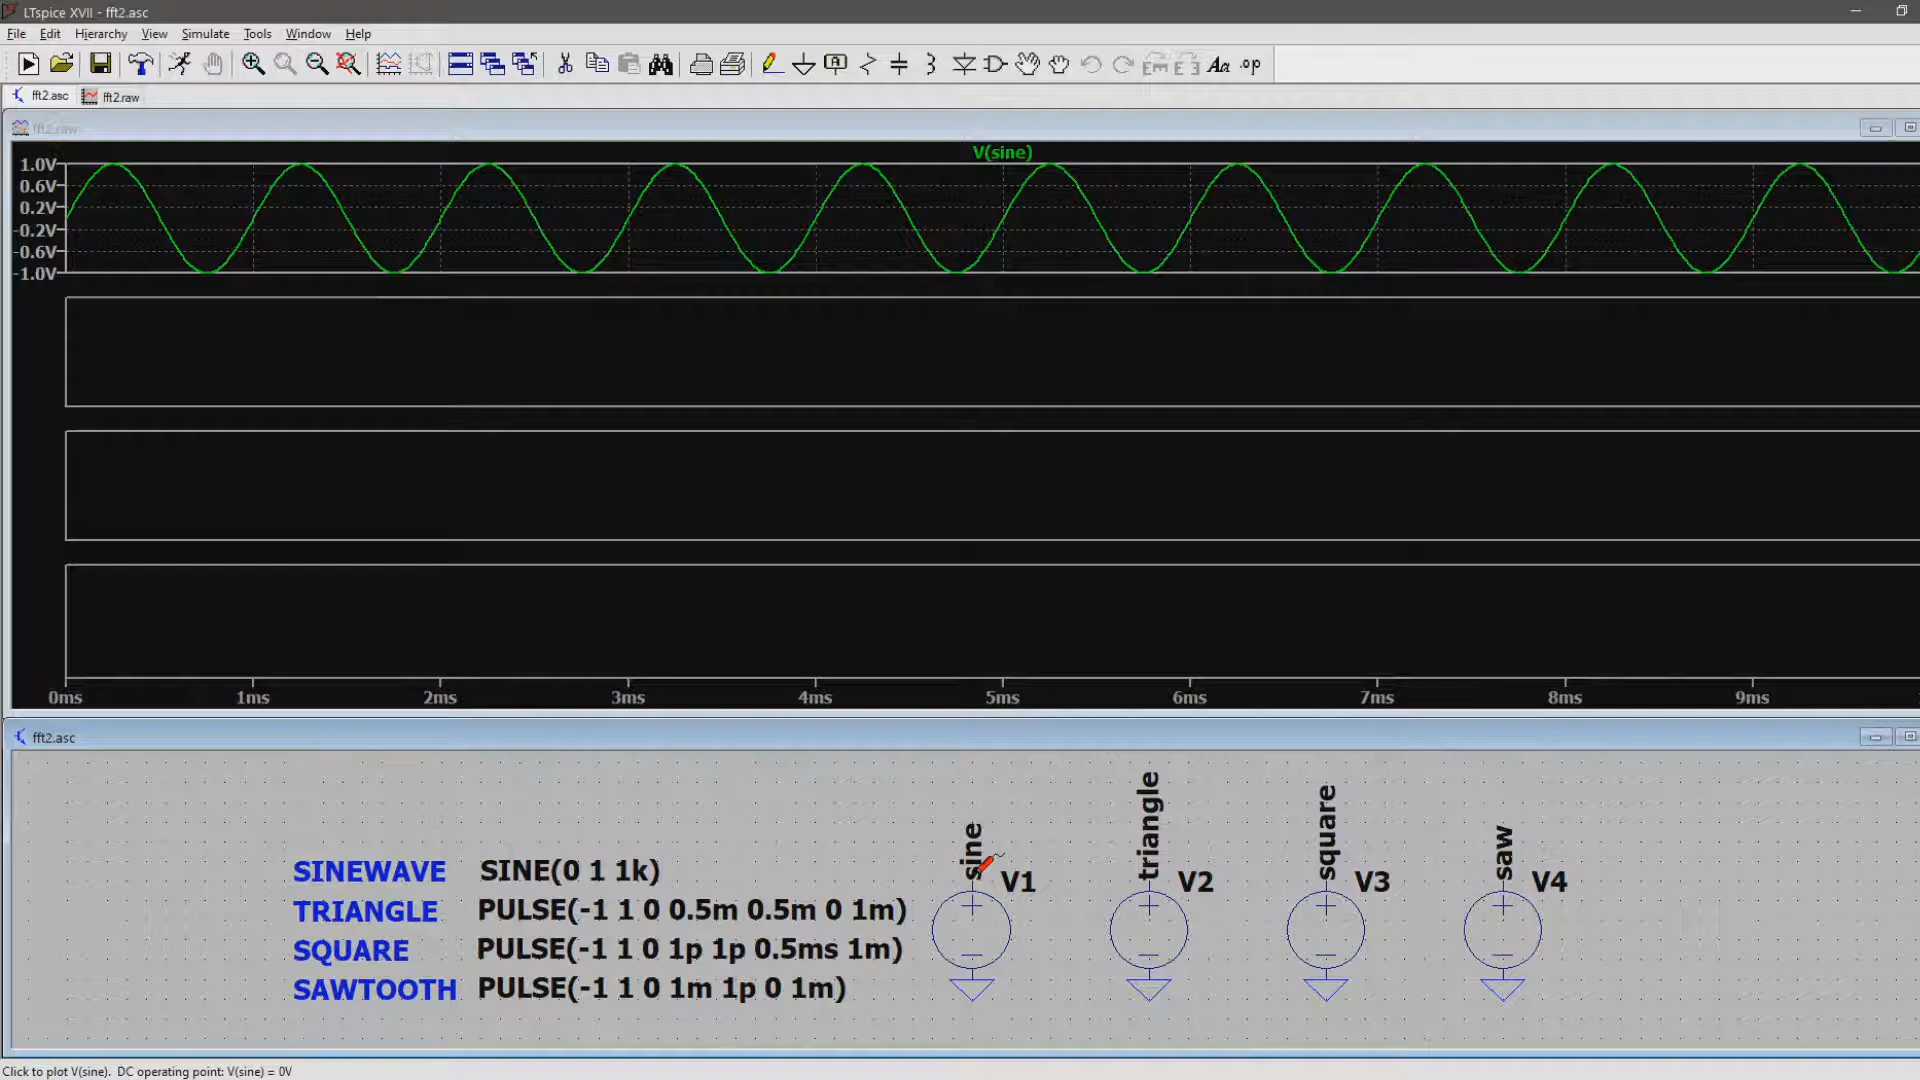 LTspice XVII - fft2.asc
File Edit Hierarchy View Simulate Tools Window Help
Aa .op
fft2.asc fft2.raw
fft2.raw
V(sine)
1.0V
0.6V
0.2V
-0.2V
-0.6V
-1.0V
0ms 1ms 2ms 3ms 4ms 5ms 6ms 7ms 8ms 9ms
fft2.asc
sine triangle square saw
V1 V2 V3 V4
SINEWAVE SINE(0 1 1k)
TRIANGLE PULSE(-1 1 0 0.5m 0.5m 0 1m)
SQUARE PULSE(-1 1 0 1p 1p 0.5ms 1m)
SAWTOOTH PULSE(-1 1 0 1m 1p 0 1m)
Click to plot V(sine). DC operating point: V(sine) = 0V